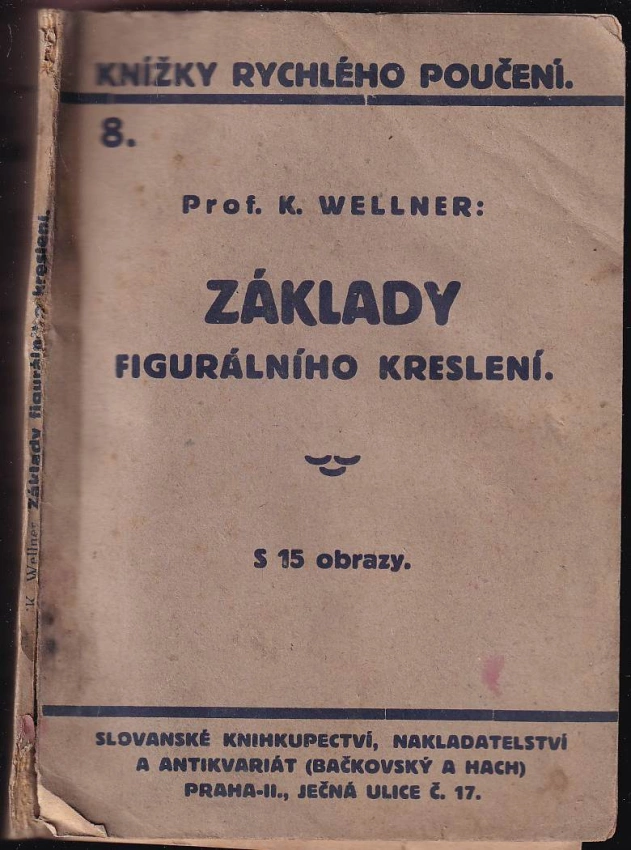 KNÍŽKY RYCHLÉHO POUČENÍ.
8.
Prof. K. WELLNER:
ZÁKLADY
FIGURÁLNÍHO KRESLENÍ.
S 15 obrazy.
SLOVANSKÉ KNIHKUPECTVÍ, NAKLADATELSTVÍ
A ANTIKVARIÁT (BAČKOVSKÝ A HACH)
PRAHA-II., JEČNÁ ULICE Č. 17.
K Wellner Základy figurálního kreslení.